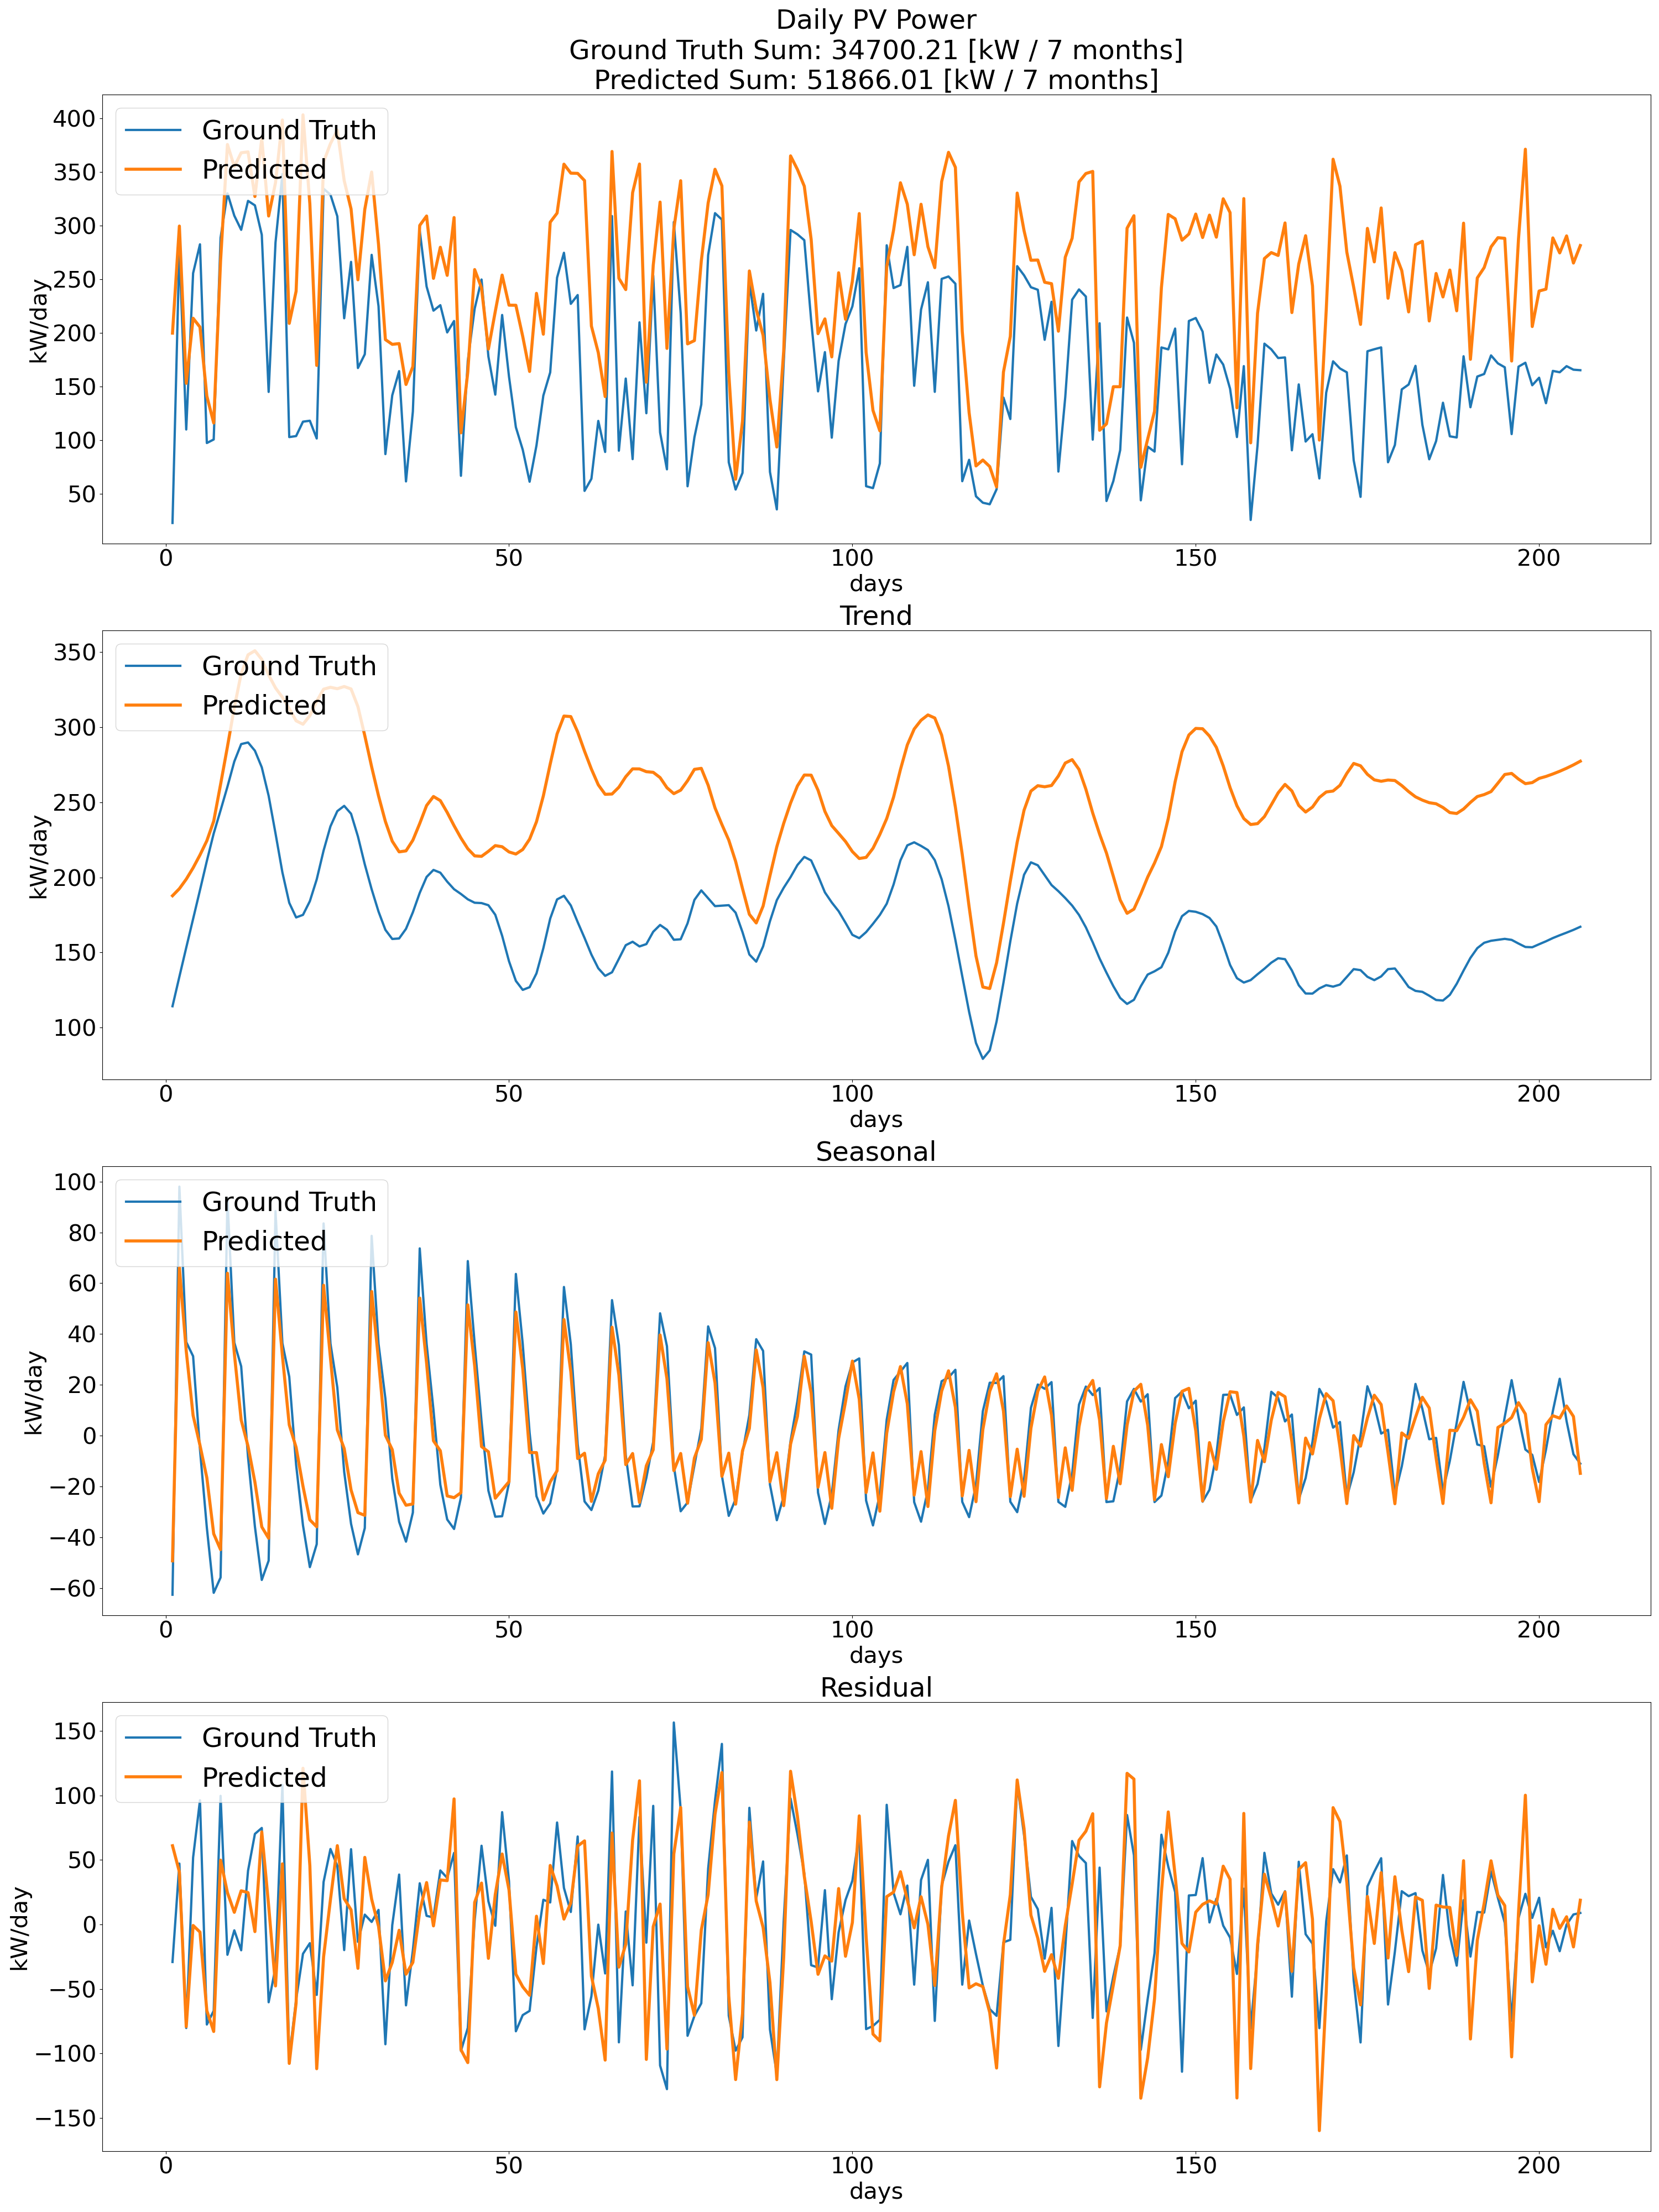 Daily PV Power
Ground Truth Sum: 34700.21 [kW / 7 months]
Predicted Sum: 51866.01 [kW / 7 months]
400
350
300
250
200
150
100
50
kW/day
Ground Truth
Predicted
0 50 100 150 200
days
Trend
350
300
250
200
150
100
kW/day
Ground Truth
Predicted
0 50 100 150 200
days
Seasonal
100
80
60
40
20
0
−20
−40
−60
kW/day
Ground Truth
Predicted
0 50 100 150 200
days
Residual
150
100
50
0
−50
−100
−150
kW/day
Ground Truth
Predicted
0 50 100 150 200
days